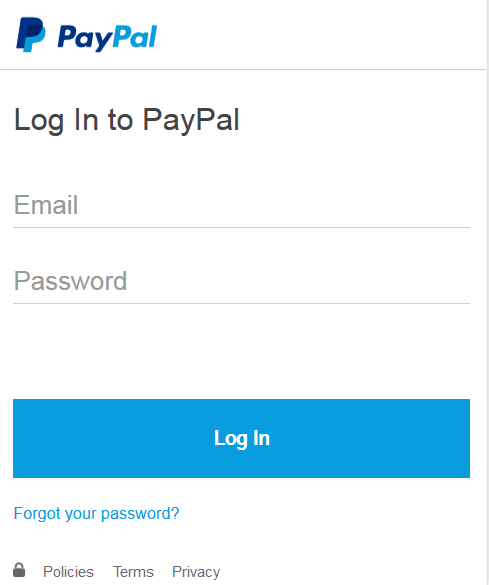 PayPal
Log In to PayPal
Email
Password
Log In
Forgot your password?
Policies Terms Privacy